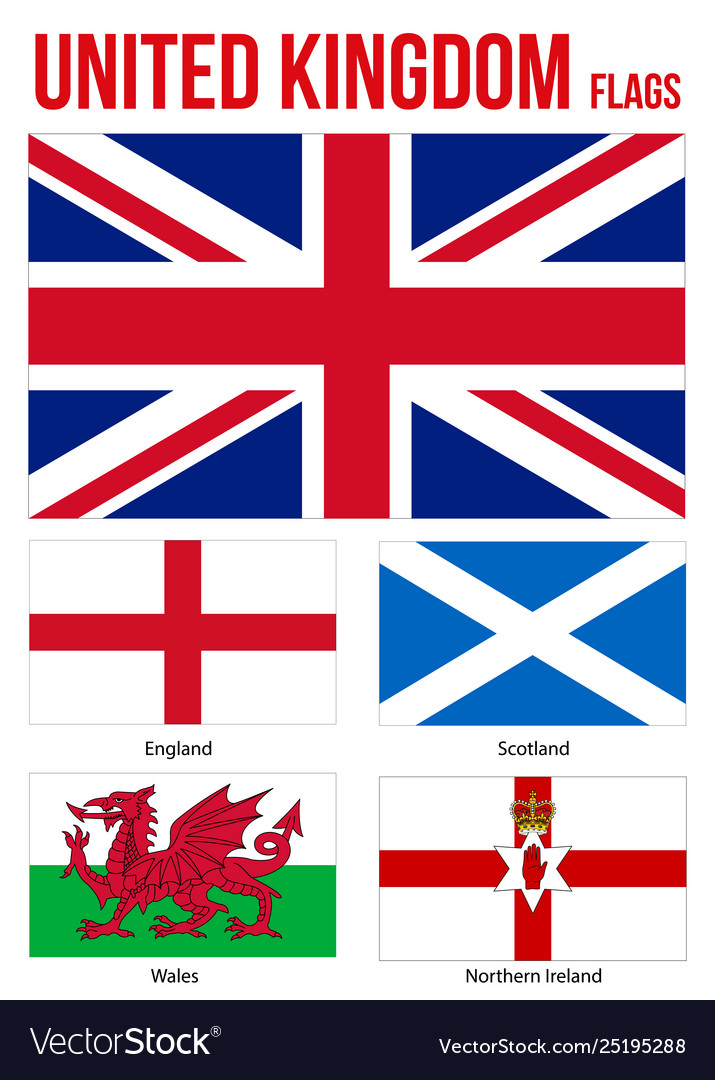 UNITED KINGDOM FLAGS
England
Scotland
Wales
Northern Ireland
VectorStock®
VectorStock.com/25195288